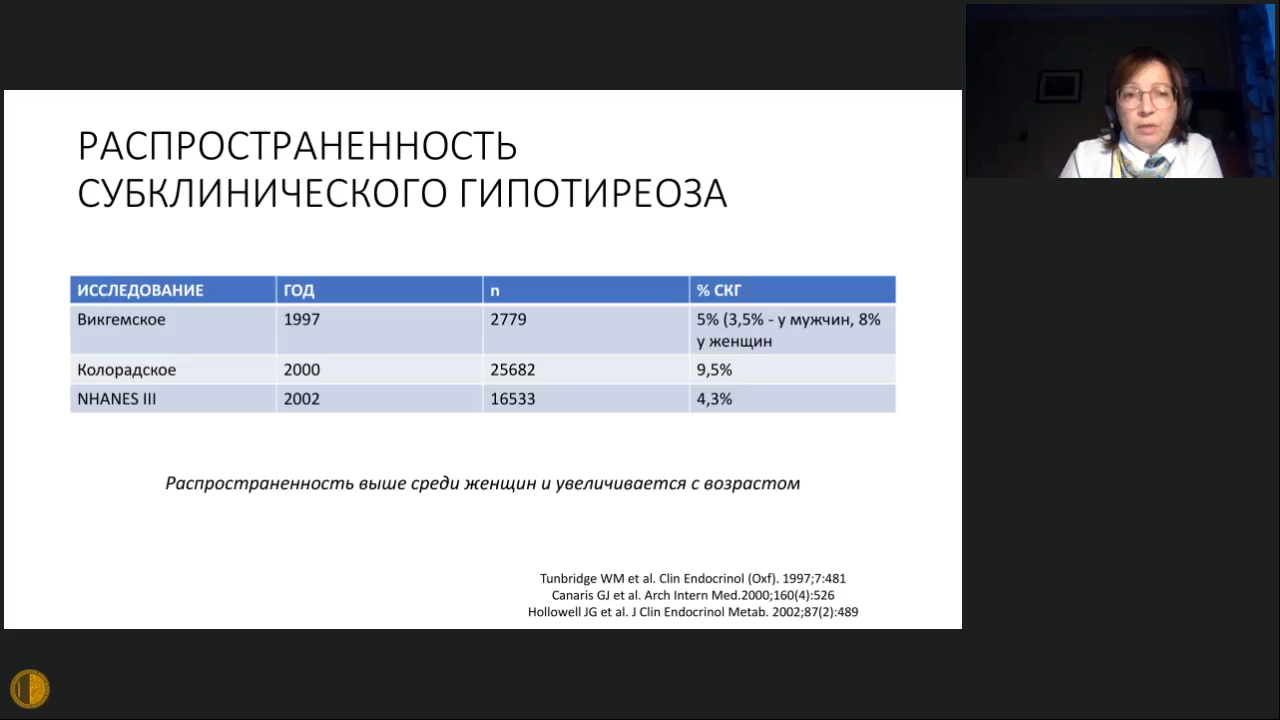 РАСПРОСТРАНЕННОСТЬ
СУБКЛИНИЧЕСКОГО ГИПОТИРЕОЗА
ИССЛЕДОВАНИЕ ГОД n % СКГ
Викгемское 1997 2779 5% (3,5% - у мужчин, 8%
у женщин
Колорадское 2000 25682 9,5%
NHANES III 2002 16533 4,3%
Распространенность выше среди женщин и увеличивается с возрастом
Tunbridge WM et al. Clin Endocrinol (Oxf). 1997;7:481
Canaris GJ et al. Arch Intern Med.2000;160(4):526
Hollowell JG et al. J Clin Endocrinol Metab. 2002;87(2):489